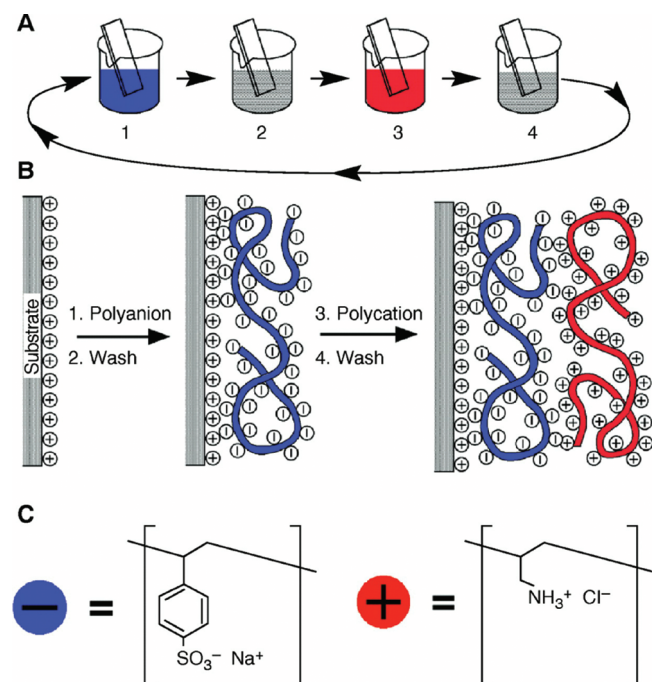 A
1 2 3 4
B
Substrate
1. Polyanion
2. Wash
3. Polycation
4. Wash
C
− = SO₃⁻ Na⁺
+ = NH₃⁺ Cl⁻